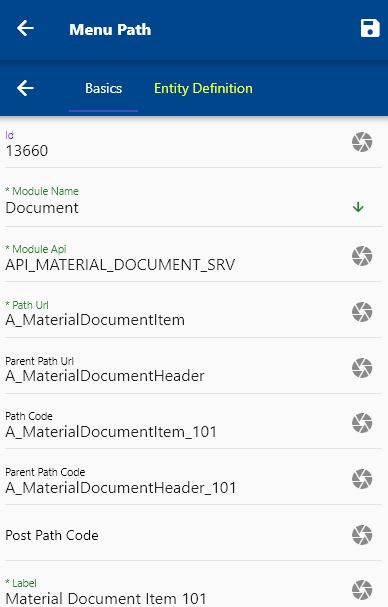 Menu Path
Basics Entity Definition
Id
13660
* Module Name
Document
* Module Api
API_MATERIAL_DOCUMENT_SRV
* Path Url
A_MaterialDocumentItem
Parent Path Url
A_MaterialDocumentHeader
Path Code
A_MaterialDocumentItem_101
Parent Path Code
A_MaterialDocumentHeader_101
Post Path Code
* Label
Material Document Item 101